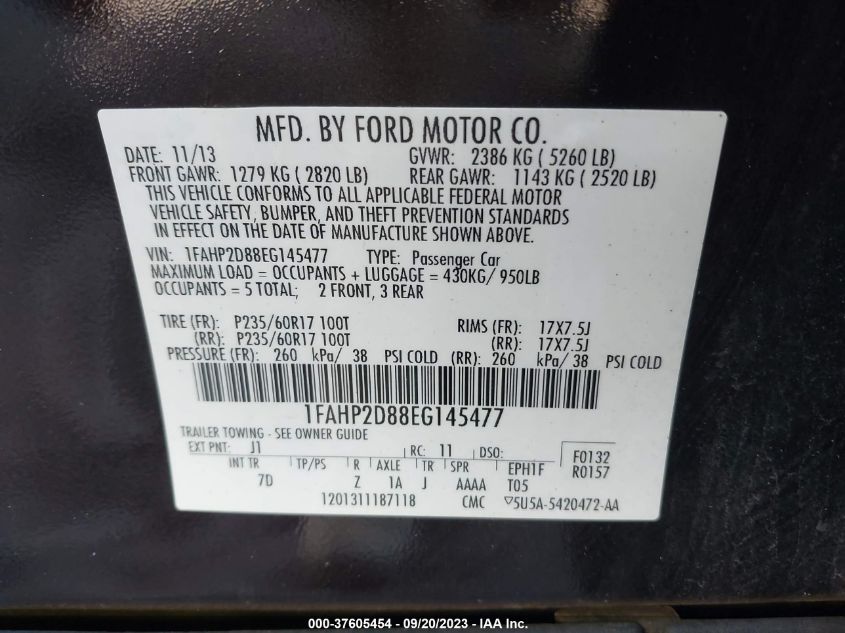 MFD. BY FORD MOTOR CO.
DATE: 11/13 GVWR: 2386 KG ( 5260 LB)
FRONT GAWR: 1279 KG ( 2820 LB) REAR GAWR: 1143 KG ( 2520 LB)
THIS VEHICLE CONFORMS TO ALL APPLICABLE FEDERAL MOTOR
VEHICLE SAFETY, BUMPER, AND THEFT PREVENTION STANDARDS
IN EFFECT ON THE DATE OF MANUFACTURE SHOWN ABOVE.
VIN: 1FAHP2D88EG145477 TYPE: Passenger Car
MAXIMUM LOAD = OCCUPANTS + LUGGAGE = 430KG/ 950LB
OCCUPANTS = 5 TOTAL; 2 FRONT, 3 REAR
TIRE (FR): P235/60R17 100T RIMS (FR): 17X7.5J
(RR): P235/60R17 100T (RR): 17X7.5J
PRESSURE (FR): 260 kPa/ 38 PSI COLD (RR): 260 kPa/ 38 PSI COLD
1FAHP2D88EG145477
TRAILER TOWING - SEE OWNER GUIDE
EXT PNT: J1 RC: 11 DSO: F0132
R0157
INT TR TP/PS R AXLE TR SPR EPH1F
7D Z 1A J AAAA T05
1201311187118 CMC ▽5U5A-5420472-AA
000-37605454 - 09/20/2023 - IAA Inc.